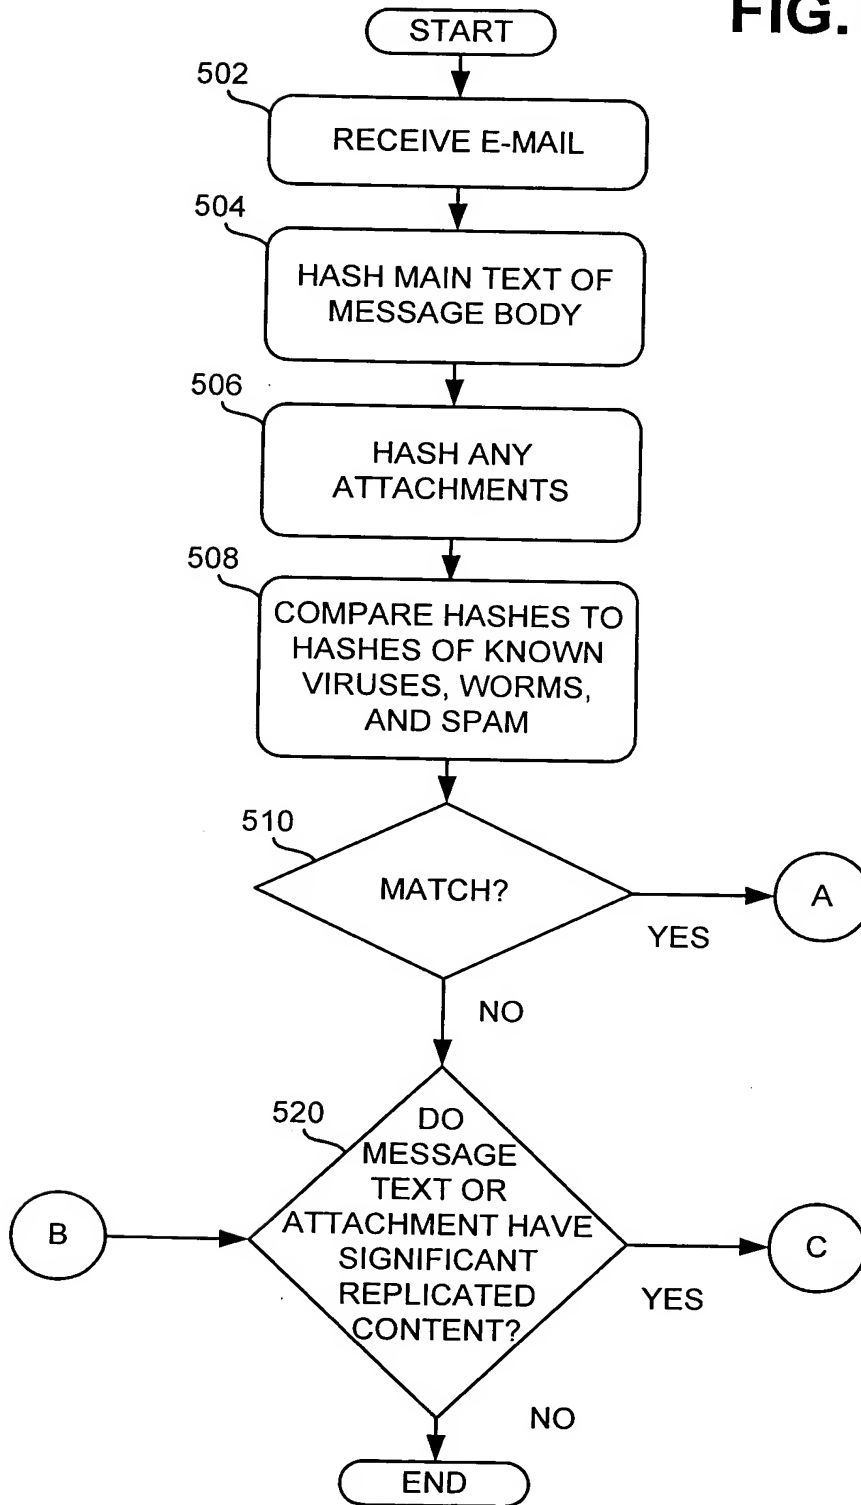 FIG.
START
502
RECEIVE E-MAIL
504
HASH MAIN TEXT OF
MESSAGE BODY
506
HASH ANY
ATTACHMENTS
508
COMPARE HASHES TO
HASHES OF KNOWN
VIRUSES, WORMS,
AND SPAM
510
MATCH?
A
YES
NO
520
DO
MESSAGE
TEXT OR
ATTACHMENT HAVE
SIGNIFICANT
REPLICATED
CONTENT?
B
C
YES
NO
END